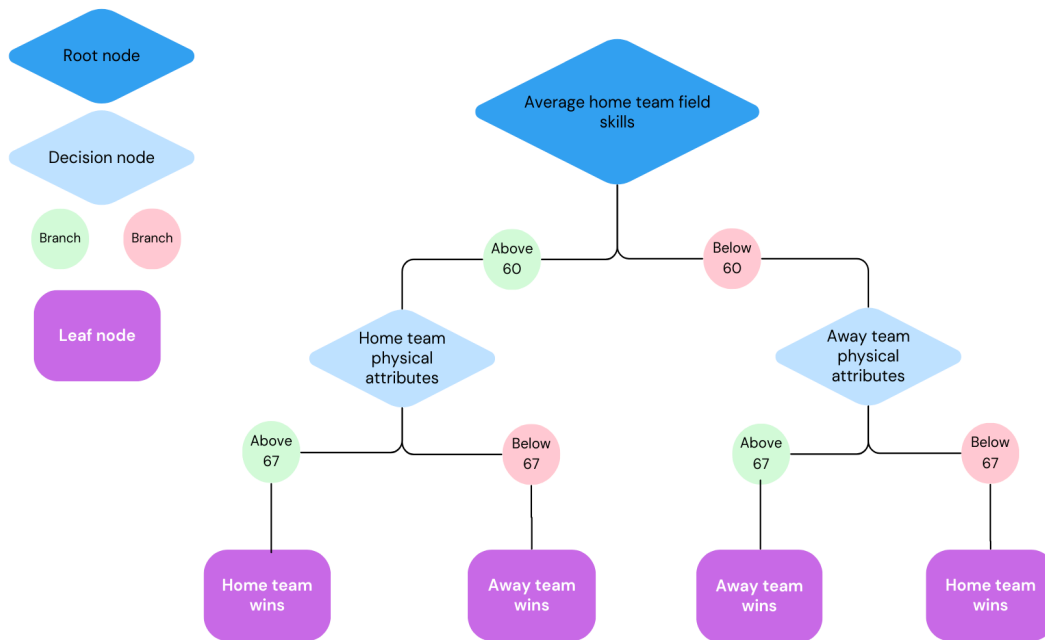 Root node
Decision node
Branch
Branch
Leaf node
Average home team field
skills
Above
60
Below
60
Home team
physical
attributes
Away team
physical
attributes
Above
67
Below
67
Above
67
Below
67
Home team
wins
Away team
wins
Away team
wins
Home team
wins